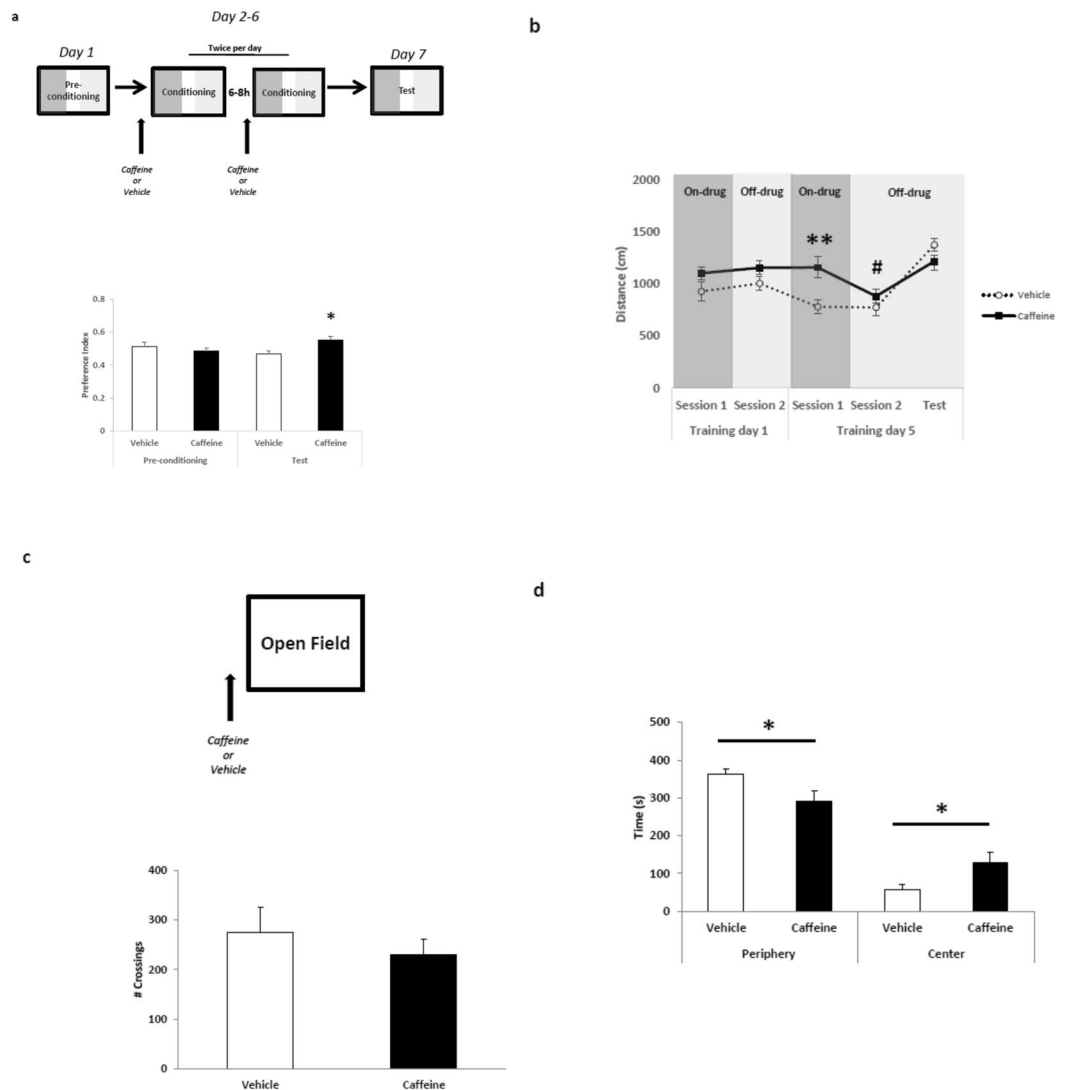 a
Day 2-6
Day 1
Twice per day
Day 7
Pre-
conditioning
Conditioning
6-8h
Conditioning
Test
Caffeine
or
Vehicle
Caffeine
or
Vehicle
Preference Index
0.8
0.6
0.4
0.2
0
*
Vehicle Caffeine Vehicle Caffeine
Pre-conditioning Test
b
Distance (cm)
2000
1500
1000
500
0
On-drug Off-drug On-drug Off-drug
**
#
Vehicle
Caffeine
Session 1 Session 2 Session 1 Session 2 Test
Training day 1 Training day 5
c
Open Field
Caffeine
or
Vehicle
# Crossings
400
300
200
100
0
Vehicle Caffeine
d
Time (s)
500
400
300
200
100
0
*
*
Vehicle Caffeine Vehicle Caffeine
Periphery Center